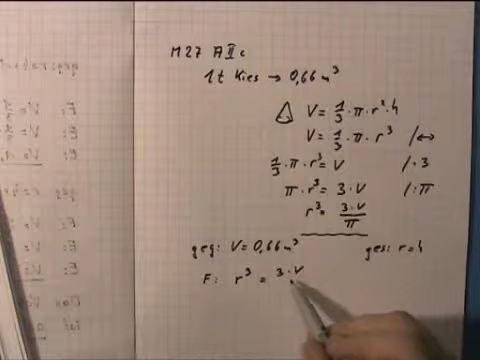 M27 A II c
1t Kies → 0,66 m³
V = 1/3 · π · r² · h
V = 1/3 · π · r³ /↔
1/3 · π · r³ = V / · 3
π · r³ = 3 · V / : π
r³ = 3 · V / π
geg: V = 0,66 m³ ges: r = h
F: r³ = 3 · V